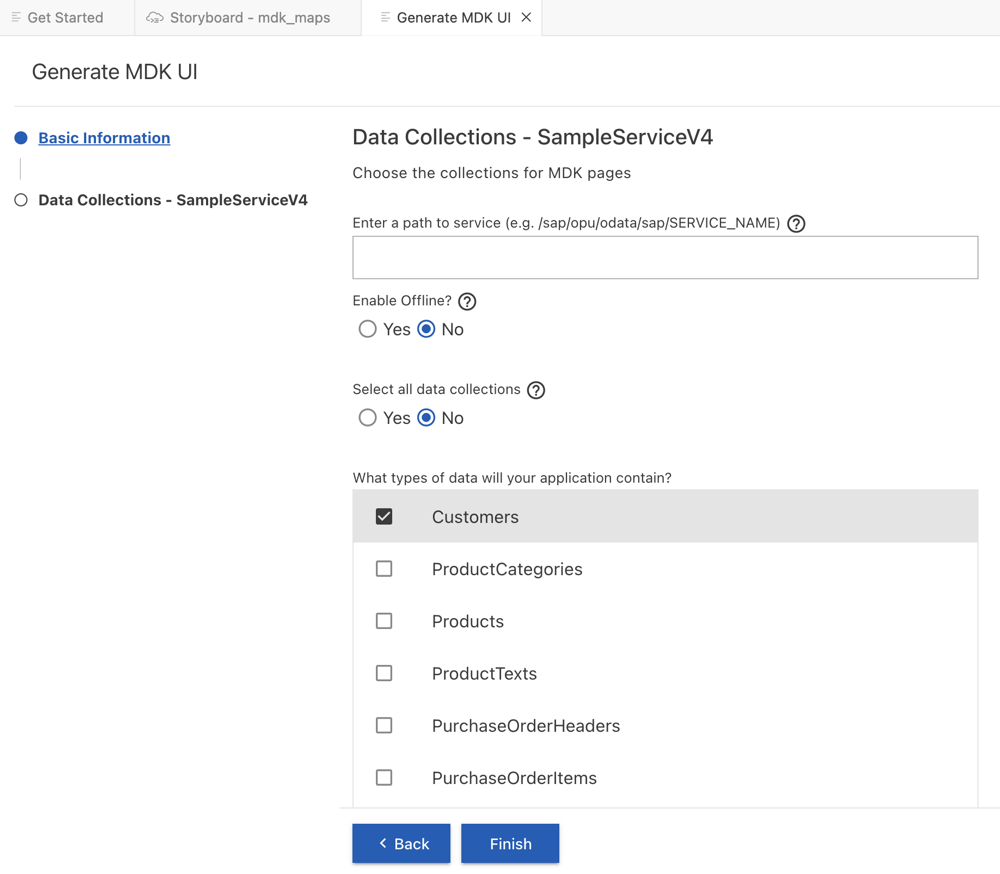 Get Started
Storyboard - mdk_maps
Generate MDK UI
Generate MDK UI
Basic Information
Data Collections - SampleServiceV4
Data Collections - SampleServiceV4
Choose the collections for MDK pages
Enter a path to service (e.g. /sap/opu/odata/sap/SERVICE_NAME)
Enable Offline?
Yes No
Select all data collections
Yes No
What types of data will your application contain?
Customers
ProductCategories
Products
ProductTexts
PurchaseOrderHeaders
PurchaseOrderItems
Back
Finish